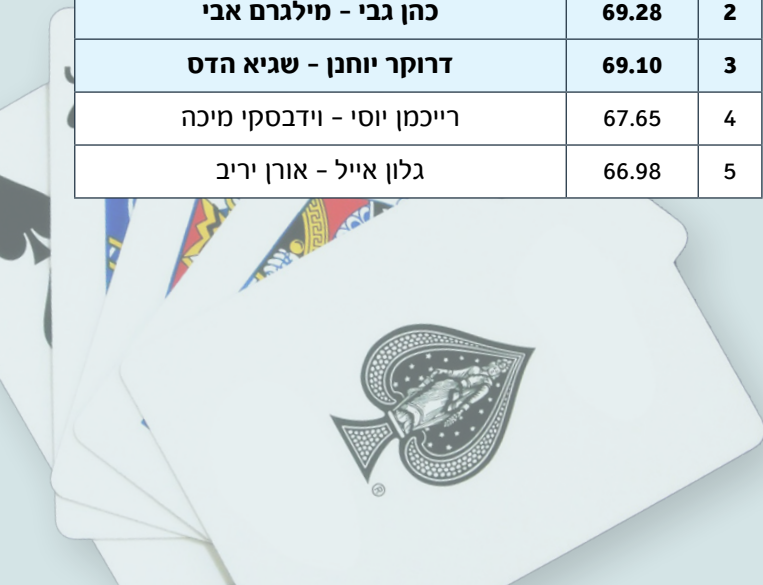 2 69.28 כהן גבי - מילגרם אבי
3 69.10 דרוקר יוחנן - שגיא הדס
4 67.65 רייכמן יוסי - וידבסקי מיכה
5 66.98 גלון אייל - אורן יריב
®